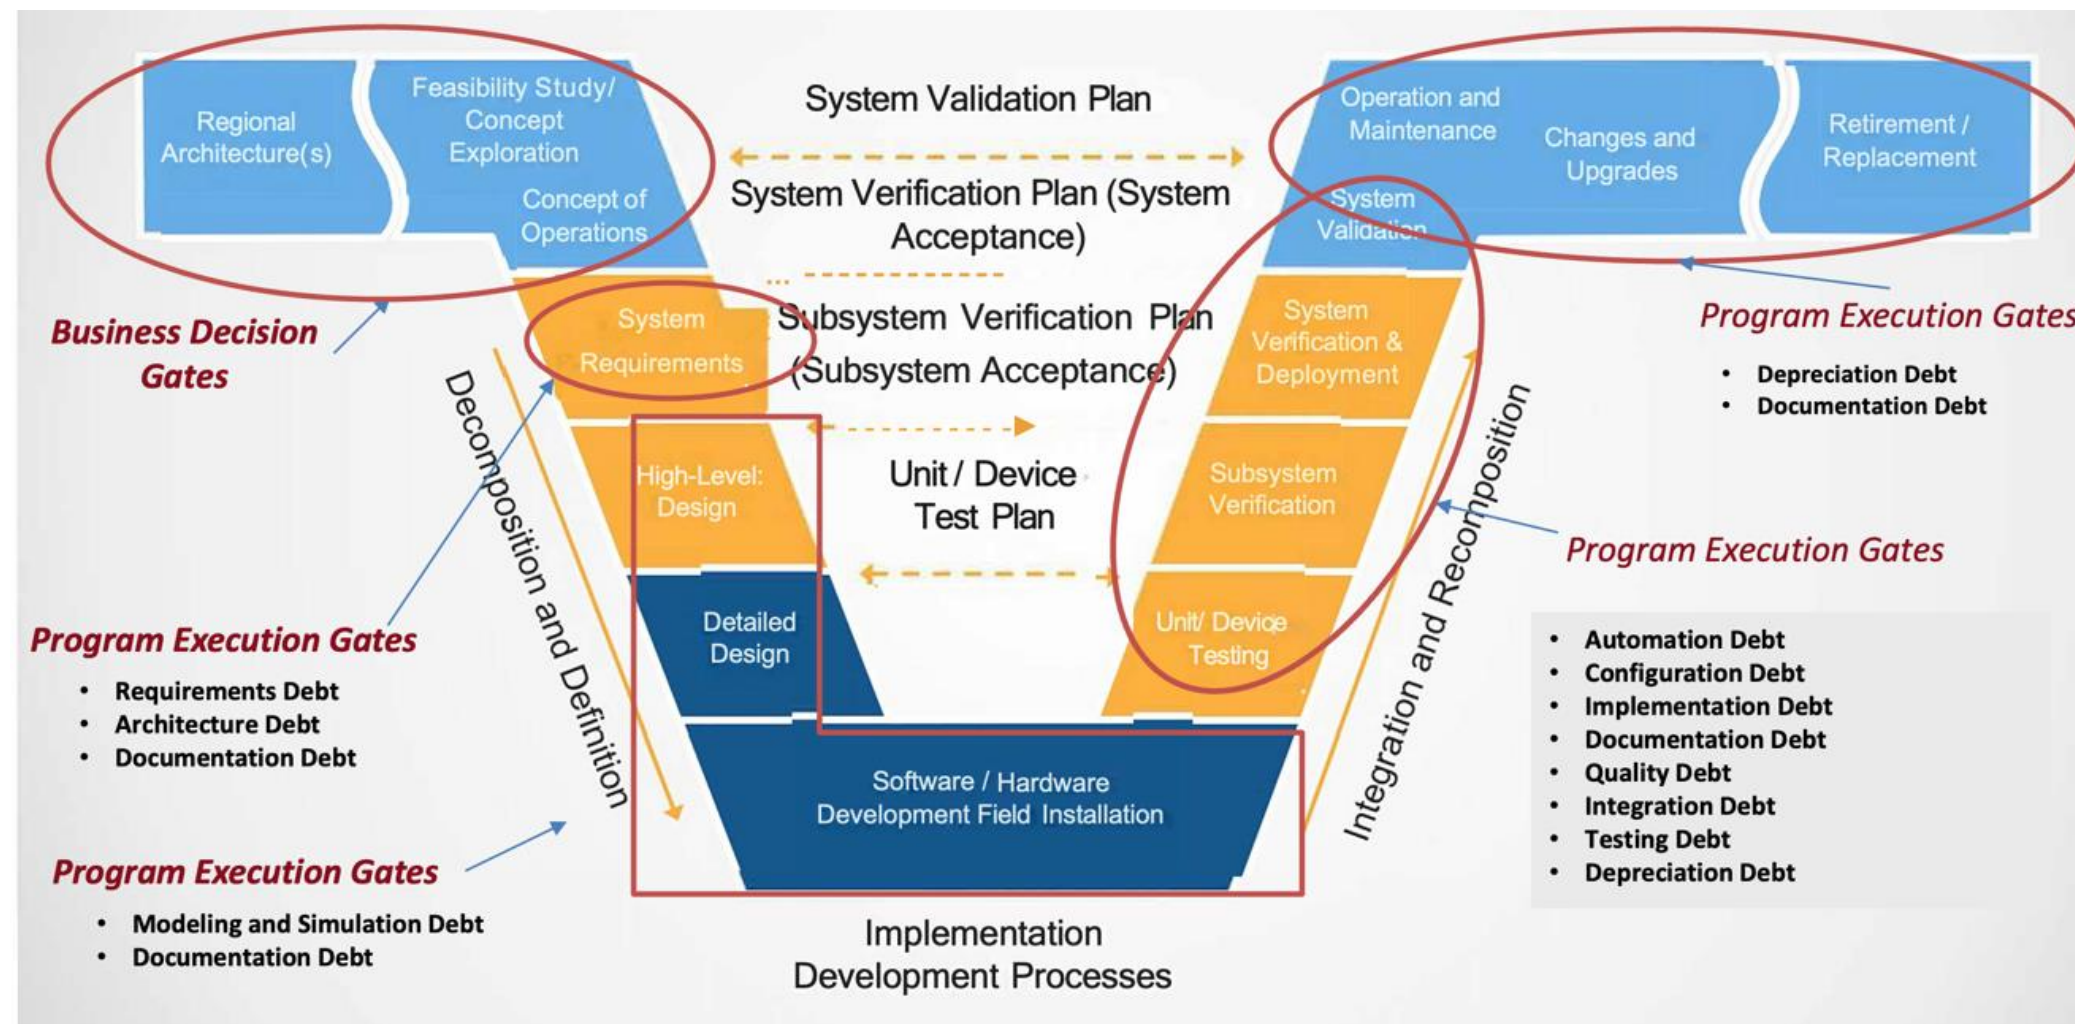 Regional
Architecture(s)
Feasibility Study/
Concept
Exploration
Concept of
Operations
System Validation Plan
System Verification Plan (System
Acceptance)
...
Subsystem Verification Plan
(Subsystem Acceptance)
Unit / Device
Test Plan
Operation and
Maintenance
Changes and
Upgrades
Retirement /
Replacement
System
Validation
Business Decision
Gates
System
Requirements
High-Level:
Design
Detailed
Design
Software / Hardware
Development Field Installation
System
Verification &
Deployment
Subsystem
Verification
Unit/ Device
Testing
Decomposition and Definition
Integration and Recomposition
Program Execution Gates
• Depreciation Debt
• Documentation Debt
Program Execution Gates
• Automation Debt
• Configuration Debt
• Implementation Debt
• Documentation Debt
• Quality Debt
• Integration Debt
• Testing Debt
• Depreciation Debt
Program Execution Gates
• Requirements Debt
• Architecture Debt
• Documentation Debt
Program Execution Gates
• Modeling and Simulation Debt
• Documentation Debt
Implementation
Development Processes